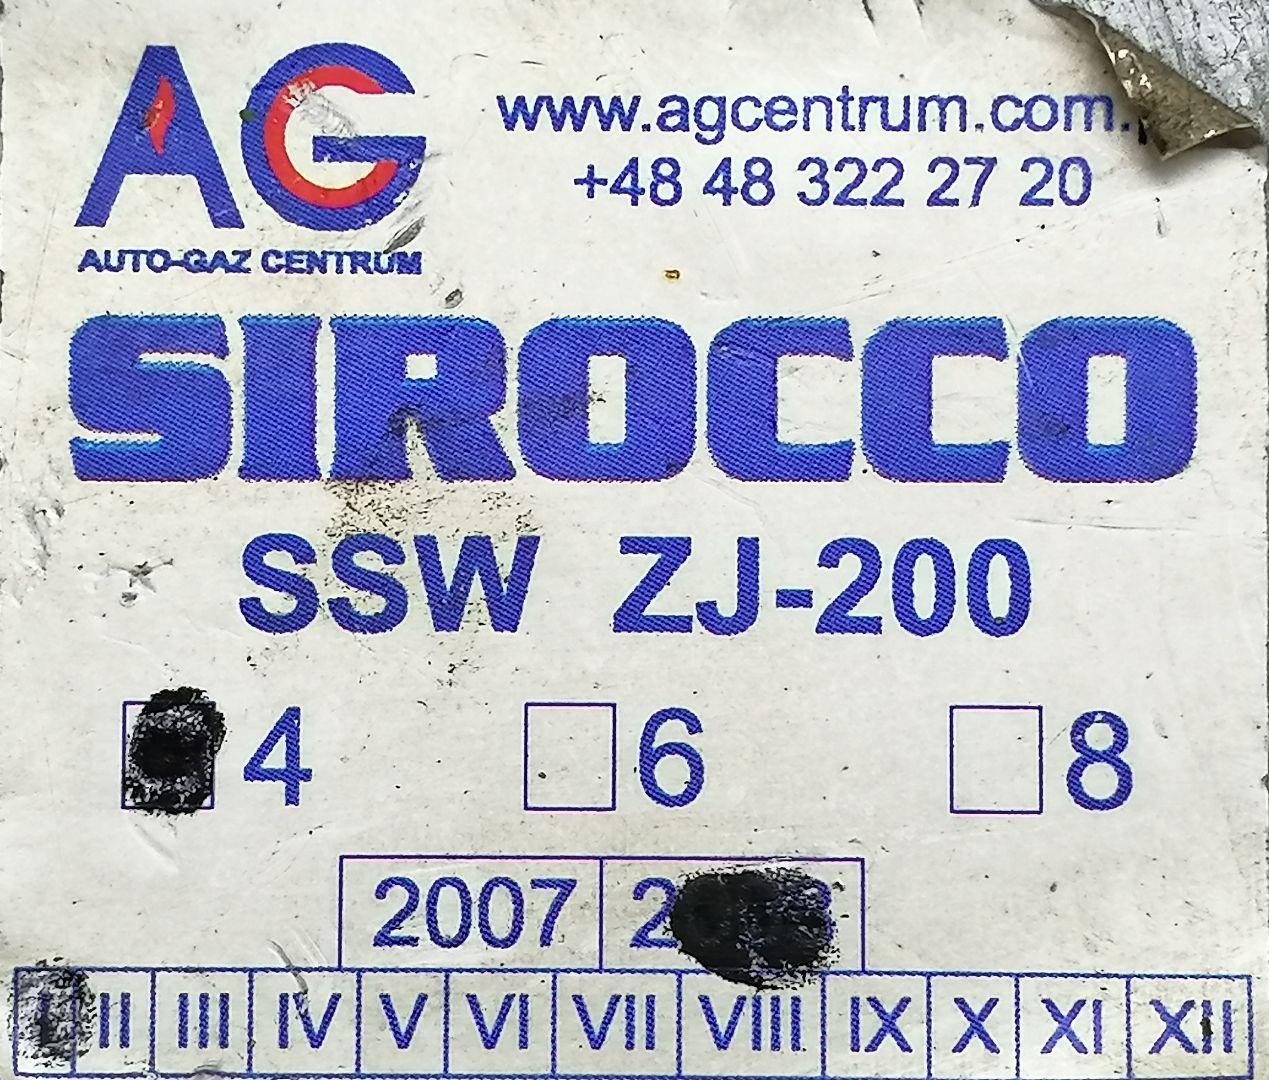 AG
www.agcentrum.com.
+48 48 322 27 20
AUTO-GAZ CENTRUM
SIROCCO
SSW ZJ-200
4 6 8
2007
I II III IV V VI VII VIII IX X XI XII